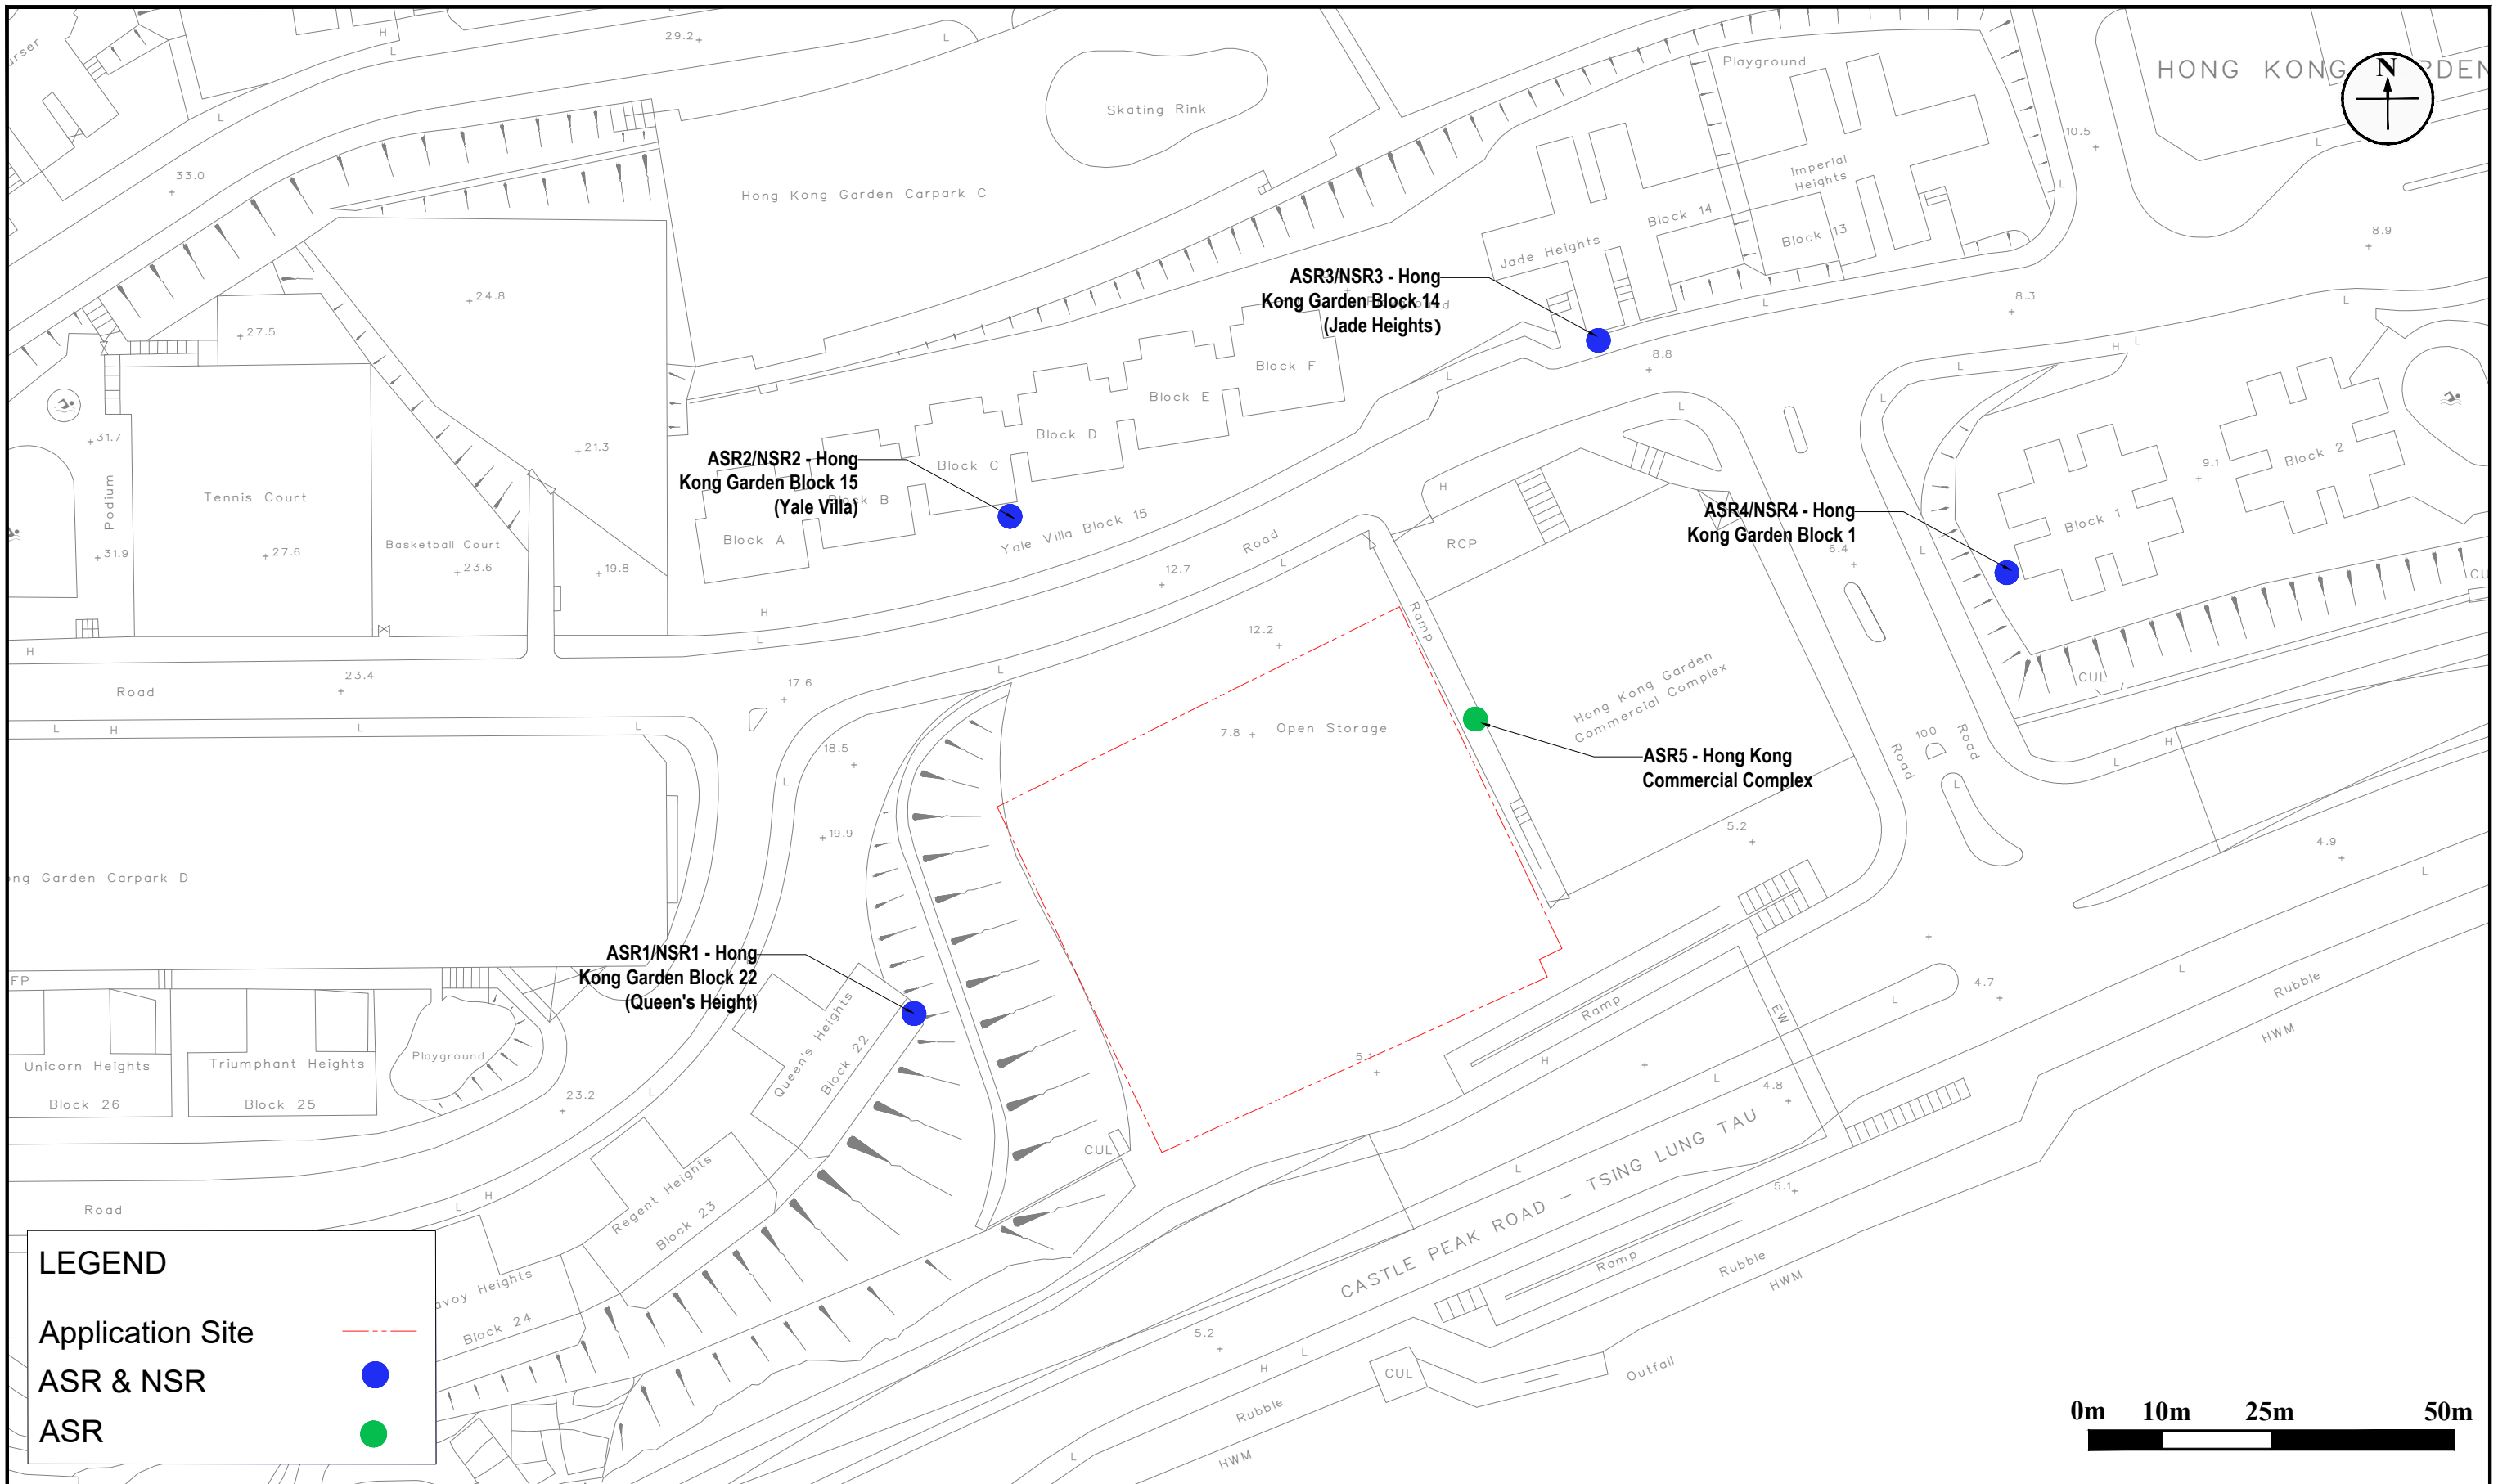 29.2
H
L
L
HONG KONG
N
Playground
Skating Rink
10.5
L
L
33.0
Hong Kong Garden Carpark C
Imperial
Heights
L
Block 14
Block 13
8.9
Jade Heights
ASR3/NSR3 - Hong
Kong Garden Block 14
(Jade Heights)
24.8
8.3
L
L
27.5
8.8
H
L
Block F
L
L
Block E
L
L
31.7
21.3
Block D
9.1
Block 2
ASR2/NSR2 - Hong
Kong Garden Block 15
(Yale Villa)
Block C
Block B
H
Podium
Tennis Court
Block 1
ASR4/NSR4 - Hong
Kong Garden Block 1
Yale Villa Block 15
Block A
Road
RCP
6.4
L
Basketball Court
31.9
27.6
23.6
19.8
12.7
L
H
L
12.2
Ramp
H
L
CUL
Road
23.4
17.6
Hong Kong Garden
Commercial Complex
L
H
L
L
7.8
Open Storage
18.5
L
100
Road
Road
H
L
L
ASR5 - Hong Kong
Commercial Complex
19.9
5.2
4.9
L
Garden Carpark D
ASR1/NSR1 - Hong
Kong Garden Block 22
(Queen's Height)
FP
L
L
4.7
Rubble
HWM
Ramp
EW
Queen's Heights
Block 22
5.1
H
L
4.8
Unicorn Heights
Block 26
Triumphant Heights
Block 25
Playground
23.2
L
CUL
CASTLE PEAK ROAD - TSING LUNG TAU
L
5.1
Road
H
L
Regent Heights
Block 23
Ramp
Rubble
HWM
Heights
Block 24
5.2
H
L
CUL
Outfall
Rubble
HWM
L
LEGEND
Application Site
ASR & NSR
ASR
0m 10m 25m 50m